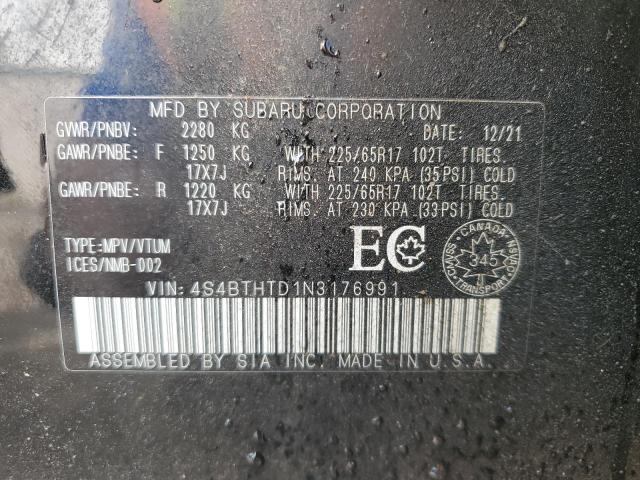 MFD BY SUBARU CORPORATION
GVWR/PNBV: 2280 KG DATE: 12/21
GAWR/PNBE: F 1250 KG WITH 225/65R17 102T TIRES.
17X7J RIMS. AT 240 KPA (35PSI) COLD
GAWR/PNBE: R 1220 KG WITH 225/65R17 102T TIRES.
17X7J RIMS. AT 230 KPA (33PSI) COLD
TYPE:MPV/VTUM
ICES/NMB-002
EC
CANADA
345
TRANSPORT
VIN: 4S4BTHTD1N3176991
ASSEMBLED BY SIA INC. MADE IN U.S.A.